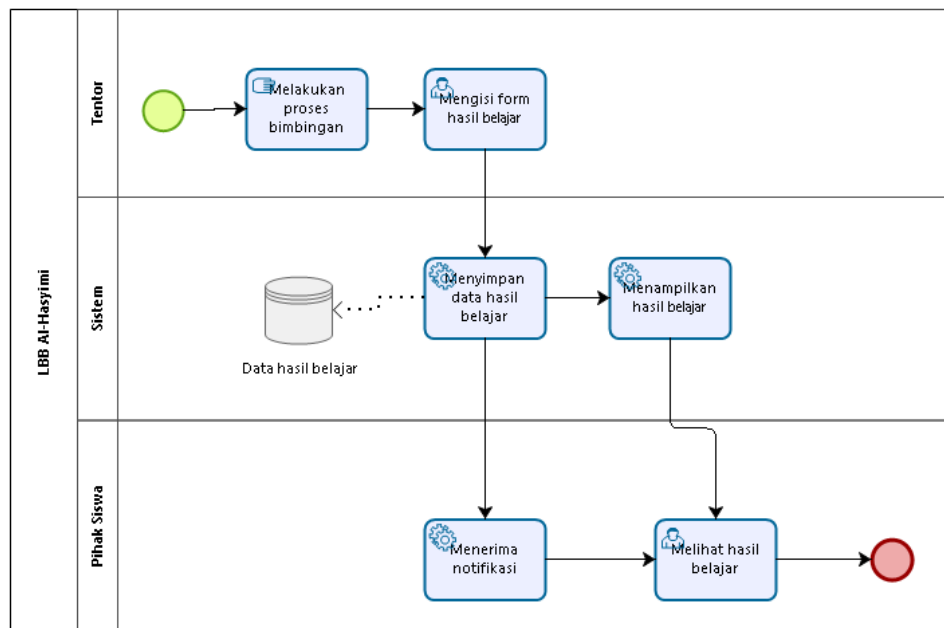 LBB Al-Hasyimi
Tentor
Melakukan
proses
bimbingan
Mengisi form
hasil belajar
Sistem
Data hasil belajar
Menyimpan
data hasil
belajar
Menampilkan
hasil belajar
Pihak Siswa
Menerima
notifikasi
Melihat hasil
belajar